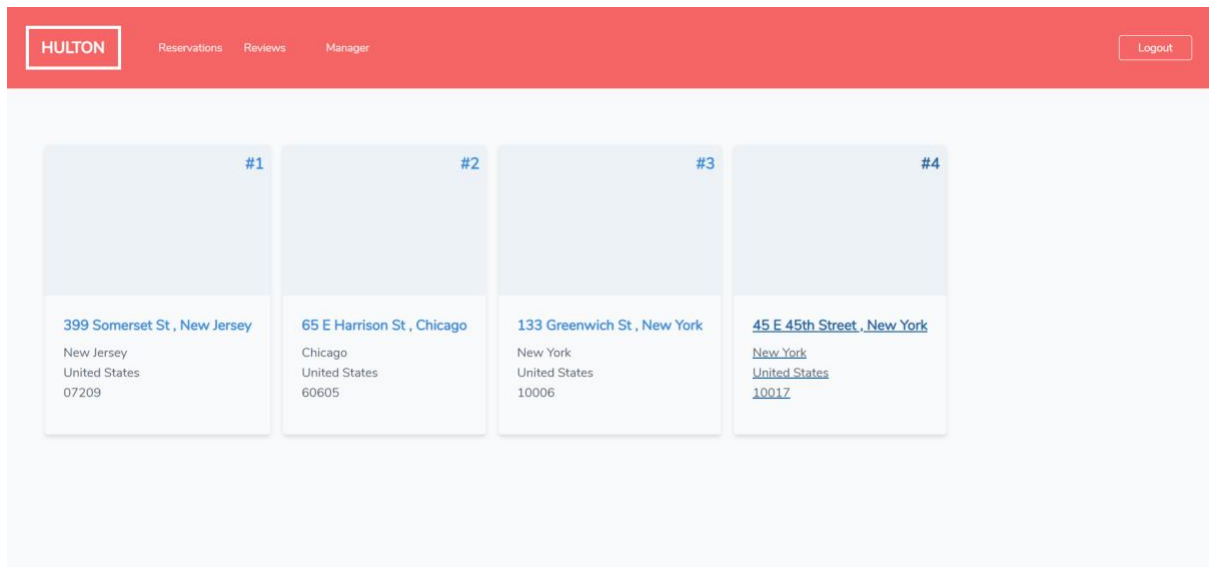 HULTON
Reservations Reviews Manager
Logout
#1
399 Somerset St , New Jersey
New Jersey
United States
07209
#2
65 E Harrison St , Chicago
Chicago
United States
60605
#3
133 Greenwich St , New York
New York
United States
10006
#4
45 E 45th Street , New York
New York
United States
10017